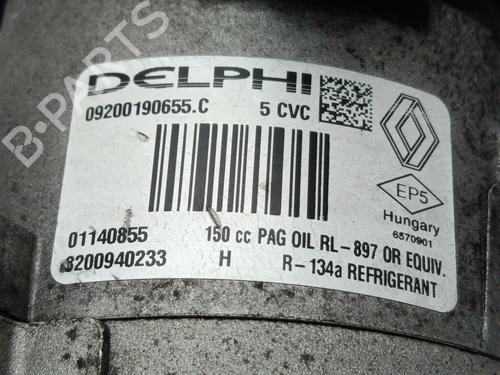 B-PARTS
DELPHI
09200190655.C 5 CVC
EP5
Hungary
6570901
01140855 150 cc PAG OIL RL-897 OR EQUIV.
8200940233 H R-134a REFRIGERANT